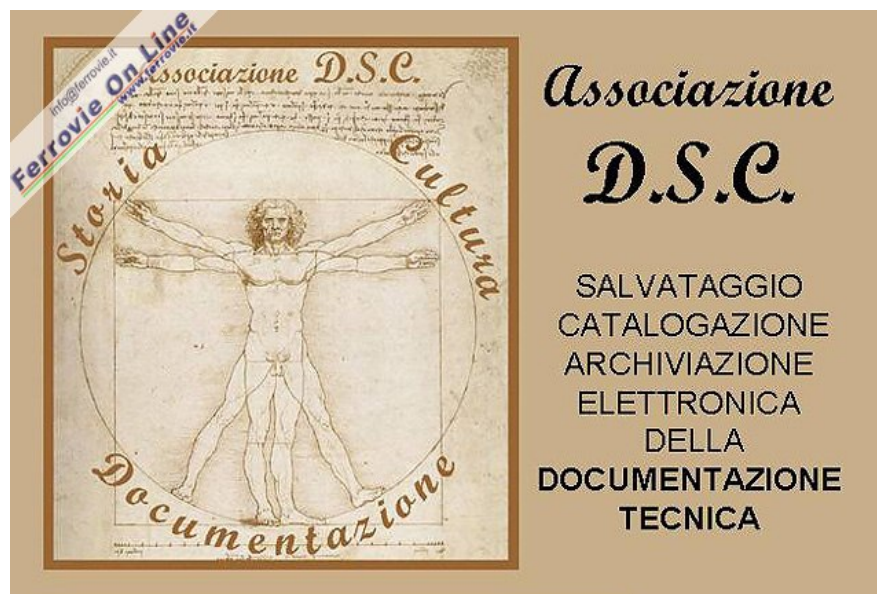 info@ferrovie.it
Ferrovie On Line
www.ferrovie.it
Associazione D.S.C.
Storia
Cultura
Documentazione
Associazione
D.S.C.
SALVATAGGIO
CATALOGAZIONE
ARCHIVIAZIONE
ELETTRONICA
DELLA
DOCUMENTAZIONE
TECNICA